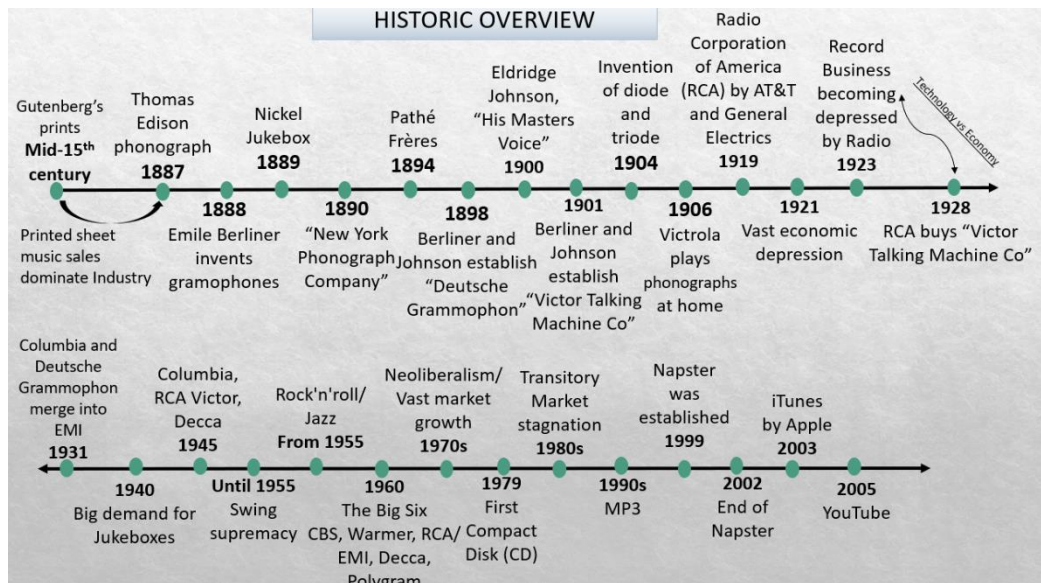 HISTORIC OVERVIEW
Gutenberg's
prints
Mid-15th
century
Printed sheet
music sales
dominate Industry
Thomas
Edison
phonograph
1887
1888
Emile Berliner
invents
gramophones
Nickel
Jukebox
1889
1890
"New York
Phonograph
Company"
Pathé
Frères
1894
1898
Berliner and
Johnson establish
"Deutsche
Grammophon"
Eldridge
Johnson,
"His Masters
Voice"
1900
1901
Berliner and
Johnson
establish
"Victor Talking
Machine Co"
Invention
of diode
and
triode
1904
1906
Victrola
plays
phonographs
at home
Radio
Corporation
of America
(RCA) by AT&T
and General
Electrics
1919
1921
Vast economic
depression
Record
Business
becoming
depressed
by Radio
1923
Technology vs Economy
1928
RCA buys "Victor
Talking Machine Co"
Columbia and
Deutsche
Grammophon
merge into
EMI
1931
1940
Big demand for
Jukeboxes
Columbia,
RCA Victor,
Decca
1945
Until 1955
Swing
supremacy
Rock'n'roll/
Jazz
From 1955
1960
The Big Six
CBS, Warmer, RCA/
EMI, Decca,
Polygram
Neoliberalism/
Vast market
growth
1970s
1979
First
Compact
Disk (CD)
Transitory
Market
stagnation
1980s
1990s
MP3
Napster
was
established
1999
2002
End of
Napster
iTunes
by Apple
2003
2005
YouTube